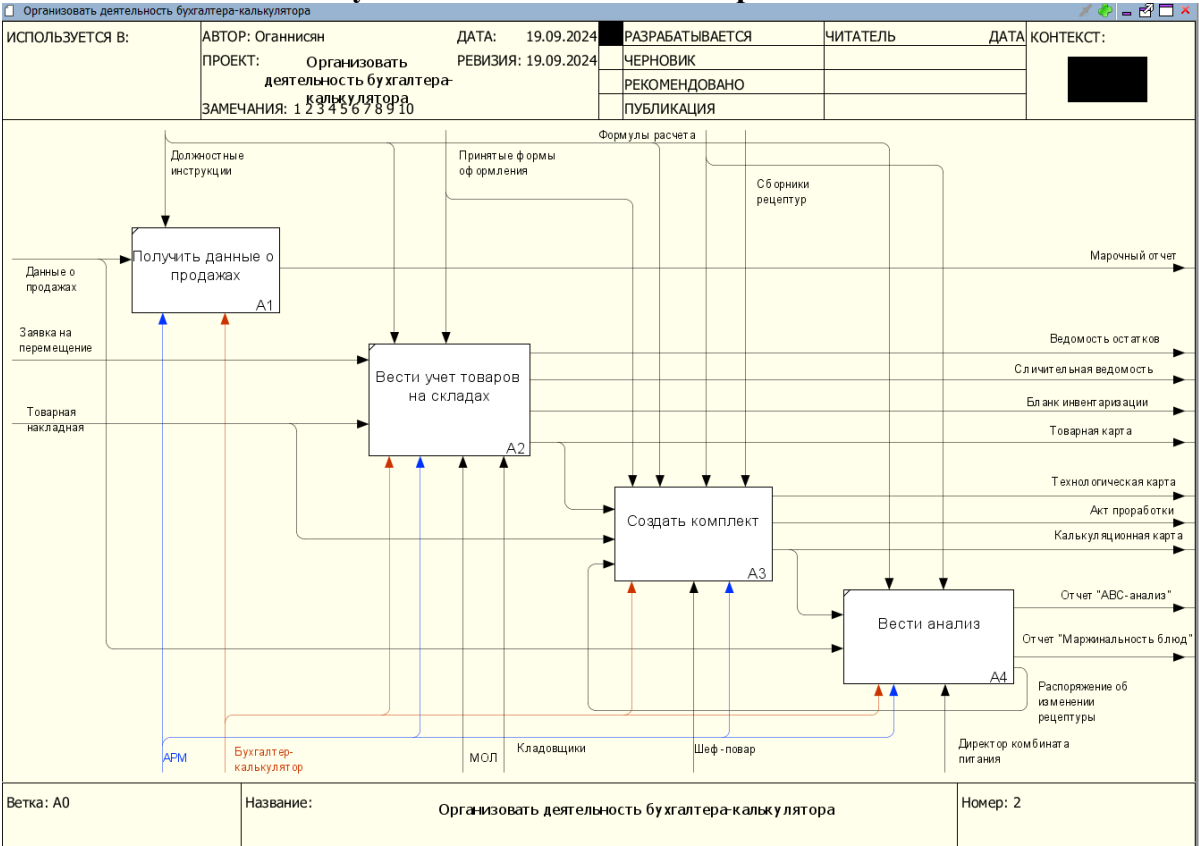 Организовать деятельность бухгалтера-калькулятора
ИСПОЛЬЗУЕТСЯ В:
АВТОР: Оганнисян
ДАТА: 19.09.2024
РАЗРАБАТЫВАЕТСЯ
ЧИТАТЕЛЬ
ДАТА
КОНТЕКСТ:
ПРОЕКТ: Организовать
деятельность бухгалтера-
калькулятора
РЕВИЗИЯ: 19.09.2024
ЧЕРНОВИК
РЕКОМЕНДОВАНО
ЗАМЕЧАНИЯ: 1 2 3 4 5 6 7 8 9 10
ПУБЛИКАЦИЯ
Формулы расчета
Должностные
инструкции
Принятые формы
оформления
Сборники
рецептур
Получить данные о
продажах
A1
Данные о
продажах
Марочный отчет
Заявка на
перемещение
Ведомость остатков
Вести учет товаров
на складах
A2
Сличительная ведомость
Бланк инвентаризации
Товарная
накладная
Товарная карта
Технологическая карта
Создать комплект
A3
Акт проработки
Калькуляционная карта
Отчет "АВС-анализ"
Вести анализ
A4
Отчет "Маржинальность блюд"
Распоряжение об
изменении
рецептуры
АРМ
Бухгалтер-
калькулятор
МОЛ
Кладовщики
Шеф-повар
Директор комбината
питания
Ветка: A0
Название:
Организовать деятельность бухгалтера-калькулятора
Номер: 2